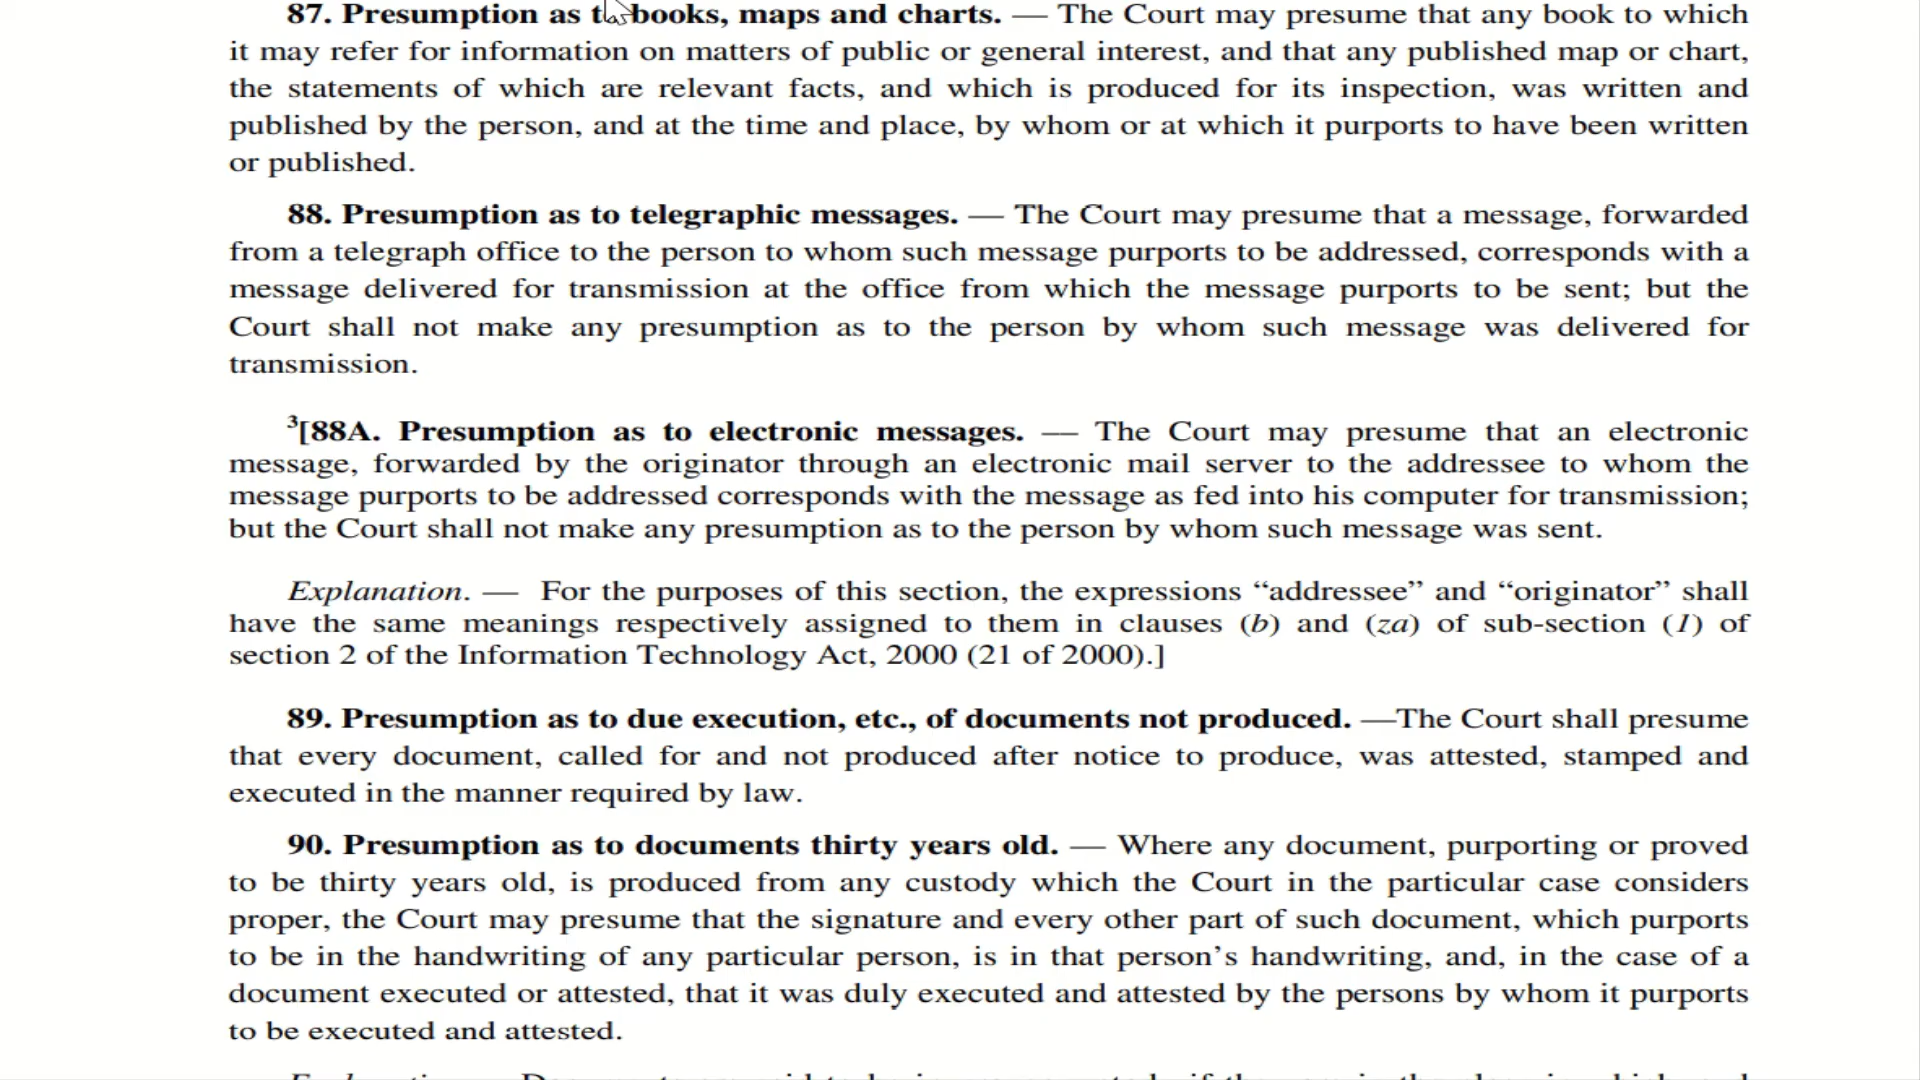 87. Presumption as to books, maps and charts. — The Court may presume that any book to which
it may refer for information on matters of public or general interest, and that any published map or chart,
the statements of which are relevant facts, and which is produced for its inspection, was written and
published by the person, and at the time and place, by whom or at which it purports to have been written
or published.
88. Presumption as to telegraphic messages. — The Court may presume that a message, forwarded
from a telegraph office to the person to whom such message purports to be addressed, corresponds with a
message delivered for transmission at the office from which the message purports to be sent; but the
Court shall not make any presumption as to the person by whom such message was delivered for
transmission.
3[88A. Presumption as to electronic messages. — The Court may presume that an electronic
message, forwarded by the originator through an electronic mail server to the addressee to whom the
message purports to be addressed corresponds with the message as fed into his computer for transmission;
but the Court shall not make any presumption as to the person by whom such message was sent.
Explanation. — For the purposes of this section, the expressions “addressee” and “originator” shall
have the same meanings respectively assigned to them in clauses (b) and (za) of sub-section (1) of
section 2 of the Information Technology Act, 2000 (21 of 2000).]
89. Presumption as to due execution, etc., of documents not produced. —The Court shall presume
that every document, called for and not produced after notice to produce, was attested, stamped and
executed in the manner required by law.
90. Presumption as to documents thirty years old. — Where any document, purporting or proved
to be thirty years old, is produced from any custody which the Court in the particular case considers
proper, the Court may presume that the signature and every other part of such document, which purports
to be in the handwriting of any particular person, is in that person’s handwriting, and, in the case of a
document executed or attested, that it was duly executed and attested by the persons by whom it purports
to be executed and attested.